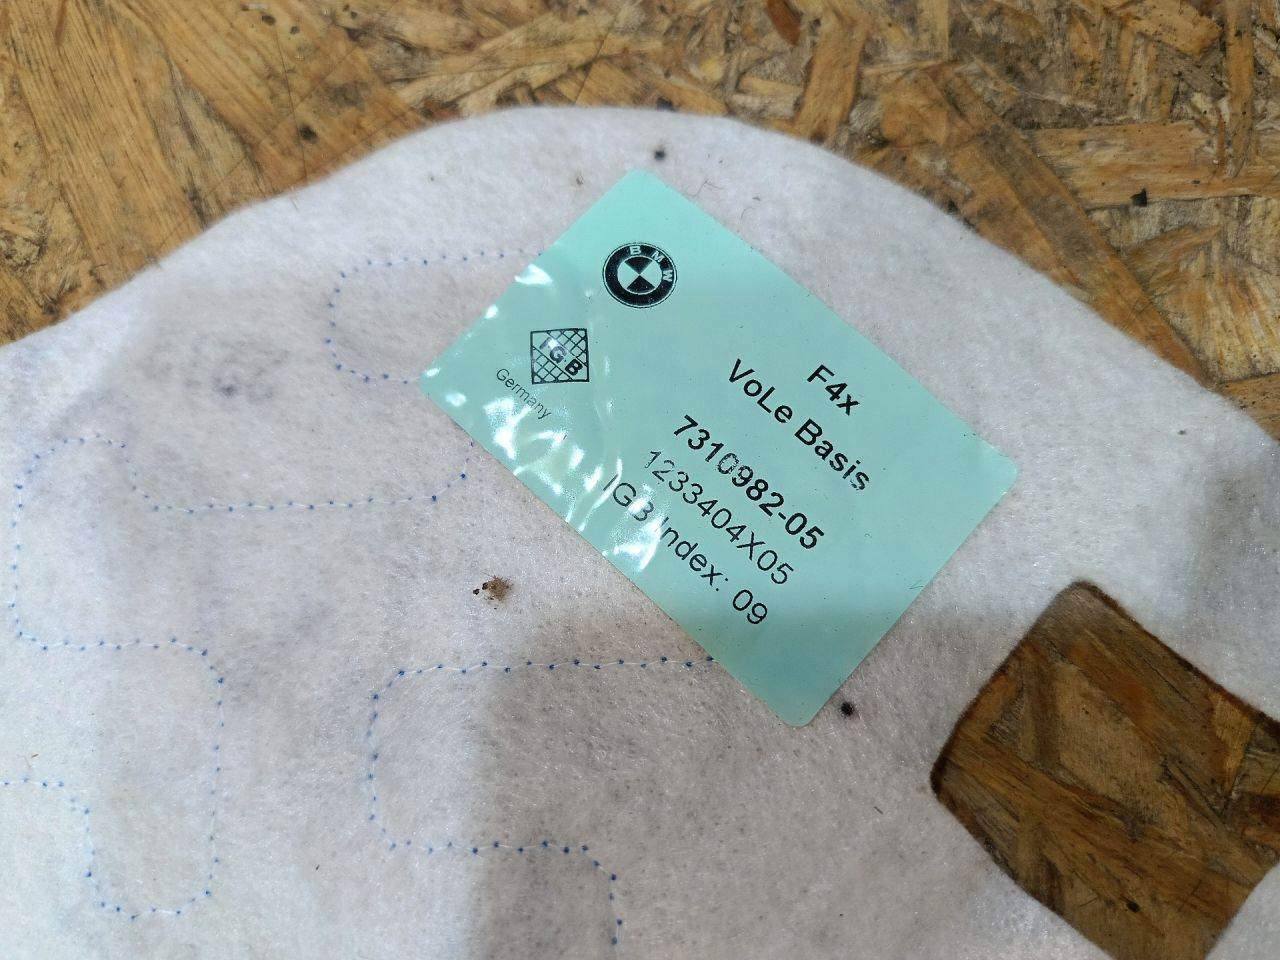 BMW
IGB
Germany
F4x
VoLe Basis
7310982-05
1233404X05
IGB Index: 09